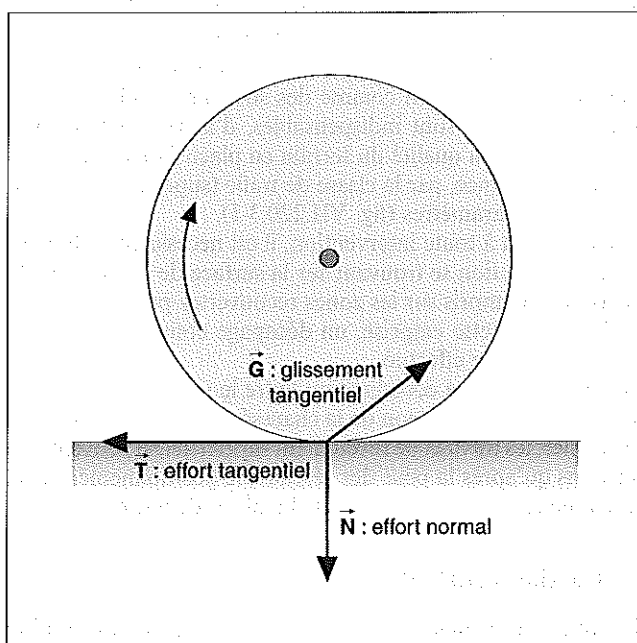 G : glissement
tangentiel
T : effort tangentiel
N : effort normal